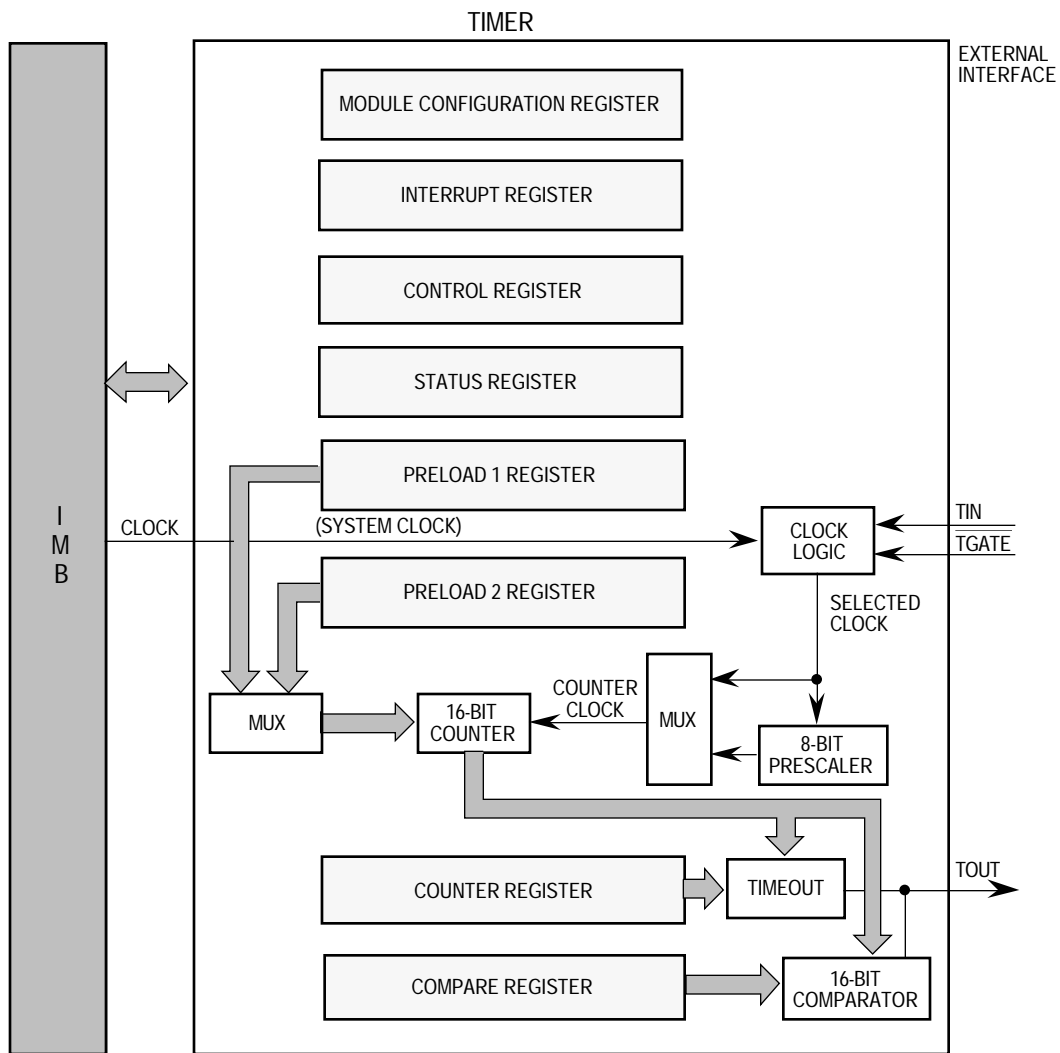 TIMER
EXTERNAL
INTERFACE
MODULE CONFIGURATION REGISTER
INTERRUPT REGISTER
CONTROL REGISTER
STATUS REGISTER
PRELOAD 1 REGISTER
I
M
B
CLOCK
(SYSTEM CLOCK)
CLOCK
LOGIC
TIN
TGATE
PRELOAD 2 REGISTER
SELECTED
CLOCK
MUX
16-BIT
COUNTER
COUNTER
CLOCK
MUX
8-BIT
PRESCALER
COUNTER REGISTER
TIMEOUT
TOUT
COMPARE REGISTER
16-BIT
COMPARATOR